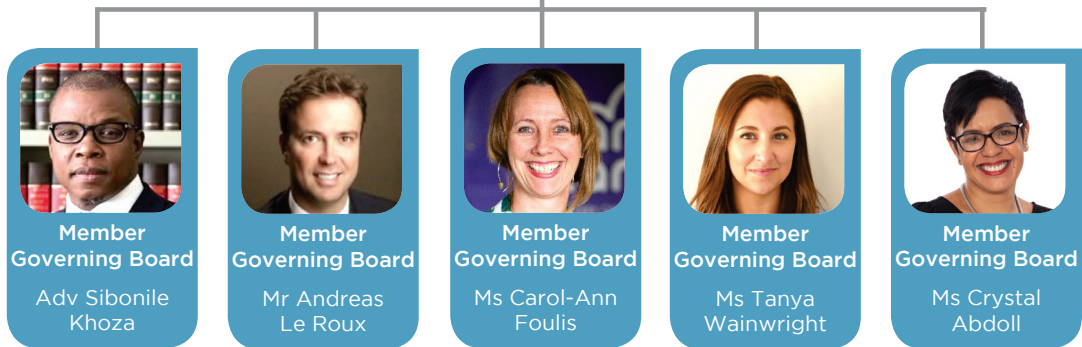 Member
Governing Board
Adv Sibonile
Khoza
Member
Governing Board
Mr Andreas
Le Roux
Member
Governing Board
Ms Carol-Ann
Foulis
Member
Governing Board
Ms Tanya
Wainwright
Member
Governing Board
Ms Crystal
Abdoll